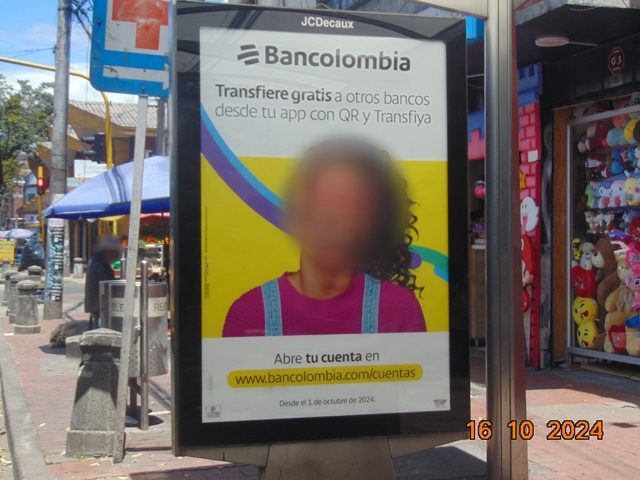 JCDecaux
Bancolombia
Transfiere gratis a otros bancos
desde tu app con QR y Transfiya
Abre tu cuenta en
www.bancolombia.com/cuentas
Desde el 1 de octubre de 2024.
16 10 2024